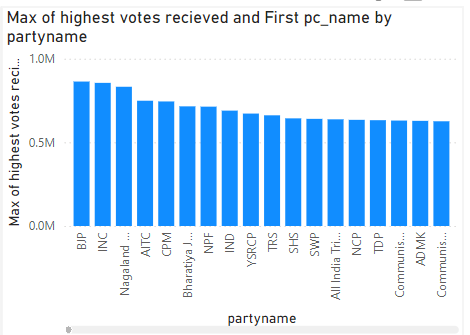 Max of highest votes recieved and First pc_name by
partyname
Max of highest votes reci...
1.0M
0.5M
0.0M
BJP
INC
Nagaland ...
AITC
CPM
Bharatiya J...
NPF
IND
YSRCP
TRS
SHS
SWP
All India Tri...
NCP
TDP
Communis...
ADMK
Communis...
partyname